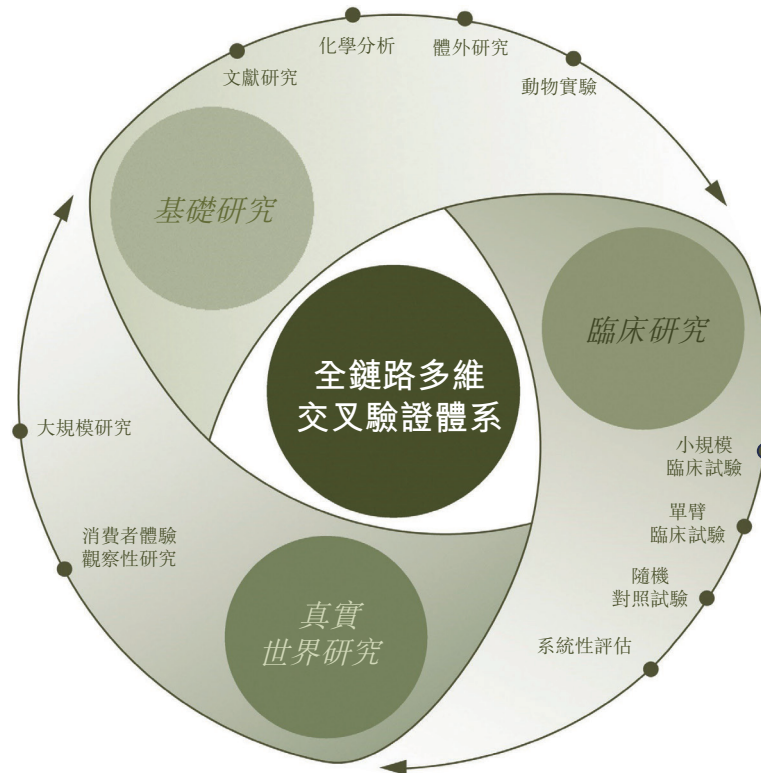 文獻研究
化學分析
體外研究
動物實驗
基礎研究
臨床研究
全鏈路多維
交叉驗證體系
小規模
臨床試驗
單臂
臨床試驗
隨機
對照試驗
系統性評估
真實
世界研究
消費者體驗
觀察性研究
大規模研究